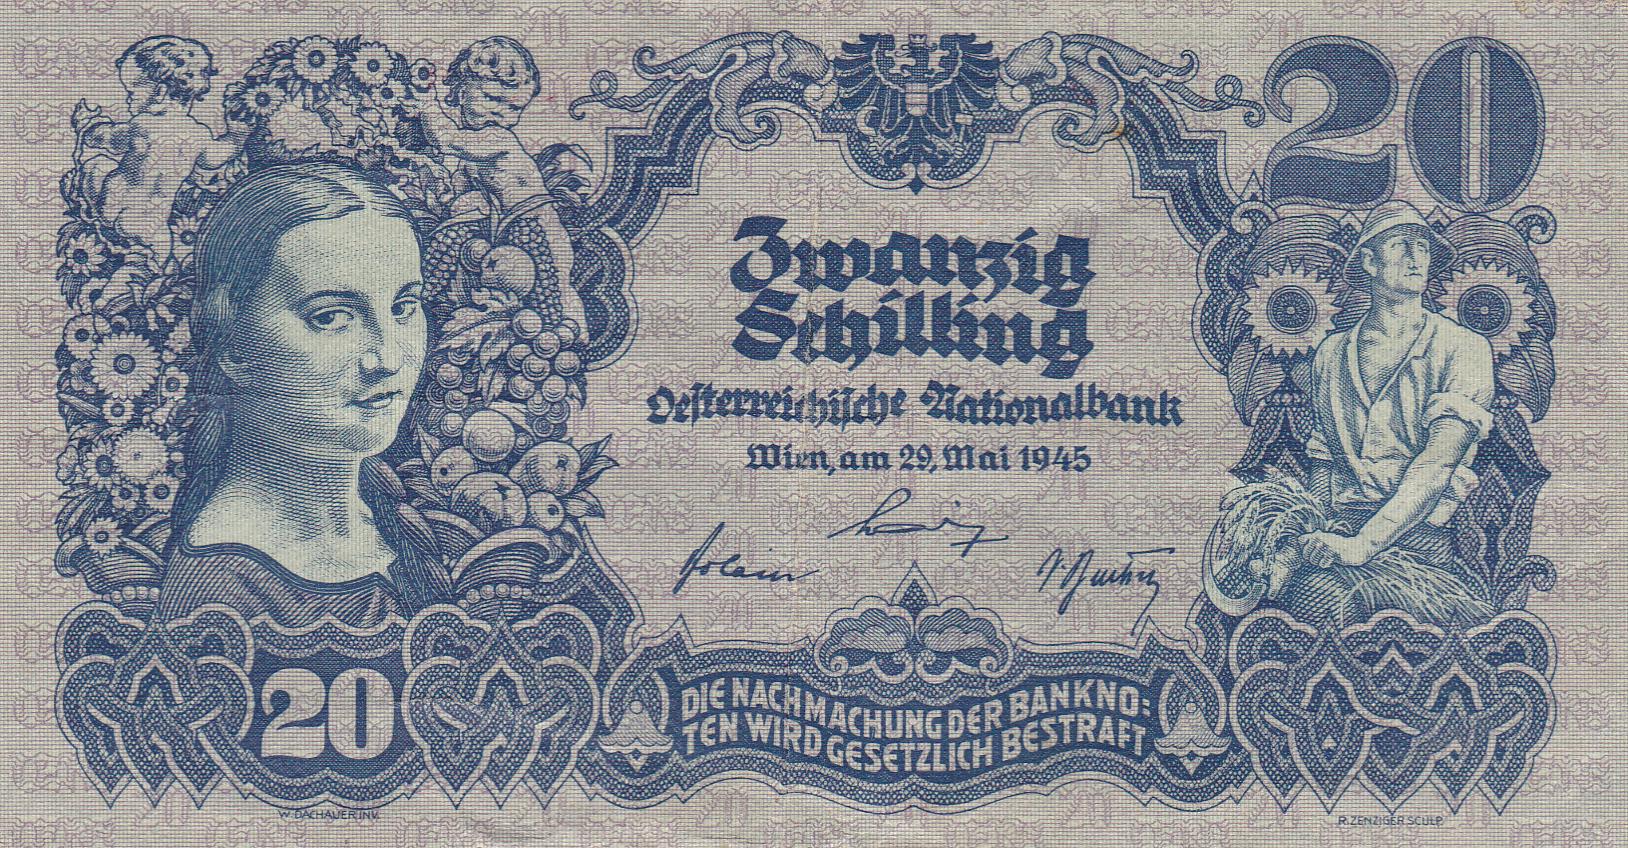 20
Zwanzig
Schilling
Oesterreichische Nationalbank
Wien, am 29. Mai 1945
20
DIE NACHMACHUNG DER BANKNO:
TEN WIRD GESETZLICH BESTRAFT
W. DACHAUER INV.
R. ZENZIGER SCULP.